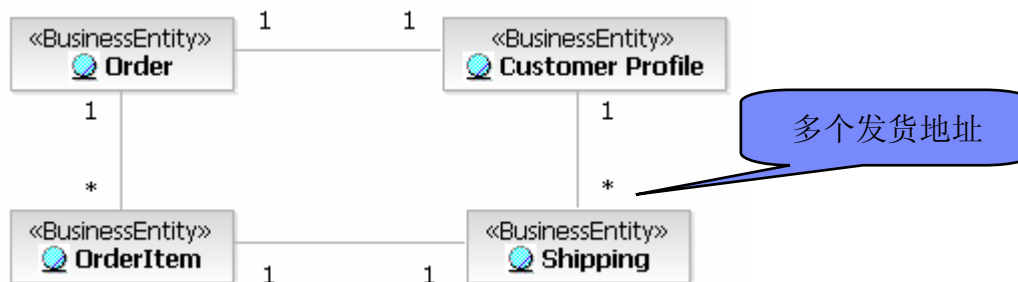 1
1
«BusinessEntity»
Order
«BusinessEntity»
Customer Profile
1
1
多个发货地址
*
*
«BusinessEntity»
OrderItem
«BusinessEntity»
Shipping
1
1